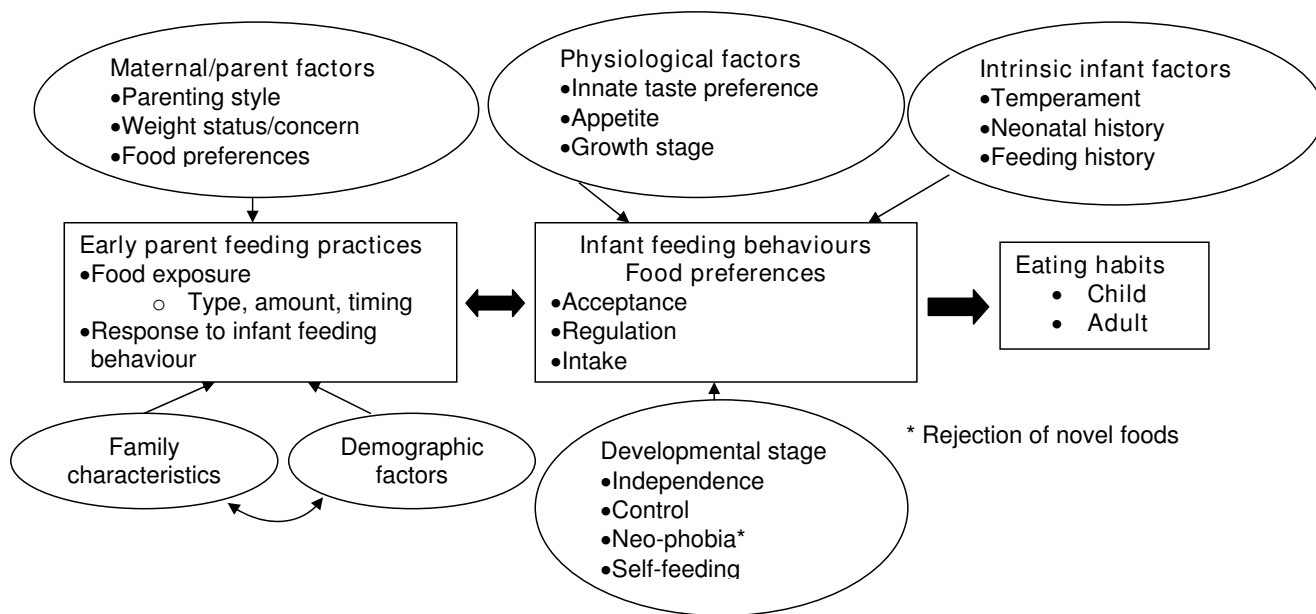 Maternal/parent factors
•Parenting style
•Weight status/concern
•Food preferences
Physiological factors
•Innate taste preference
•Appetite
•Growth stage
Intrinsic infant factors
•Temperament
•Neonatal history
•Feeding history
Early parent feeding practices
•Food exposure
o Type, amount, timing
•Response to infant feeding
behaviour
Infant feeding behaviours
Food preferences
•Acceptance
•Regulation
•Intake
Eating habits
• Child
• Adult
Family
characteristics
Demographic
factors
Developmental stage
•Independence
•Control
•Neo-phobia*
•Self-feeding
* Rejection of novel foods